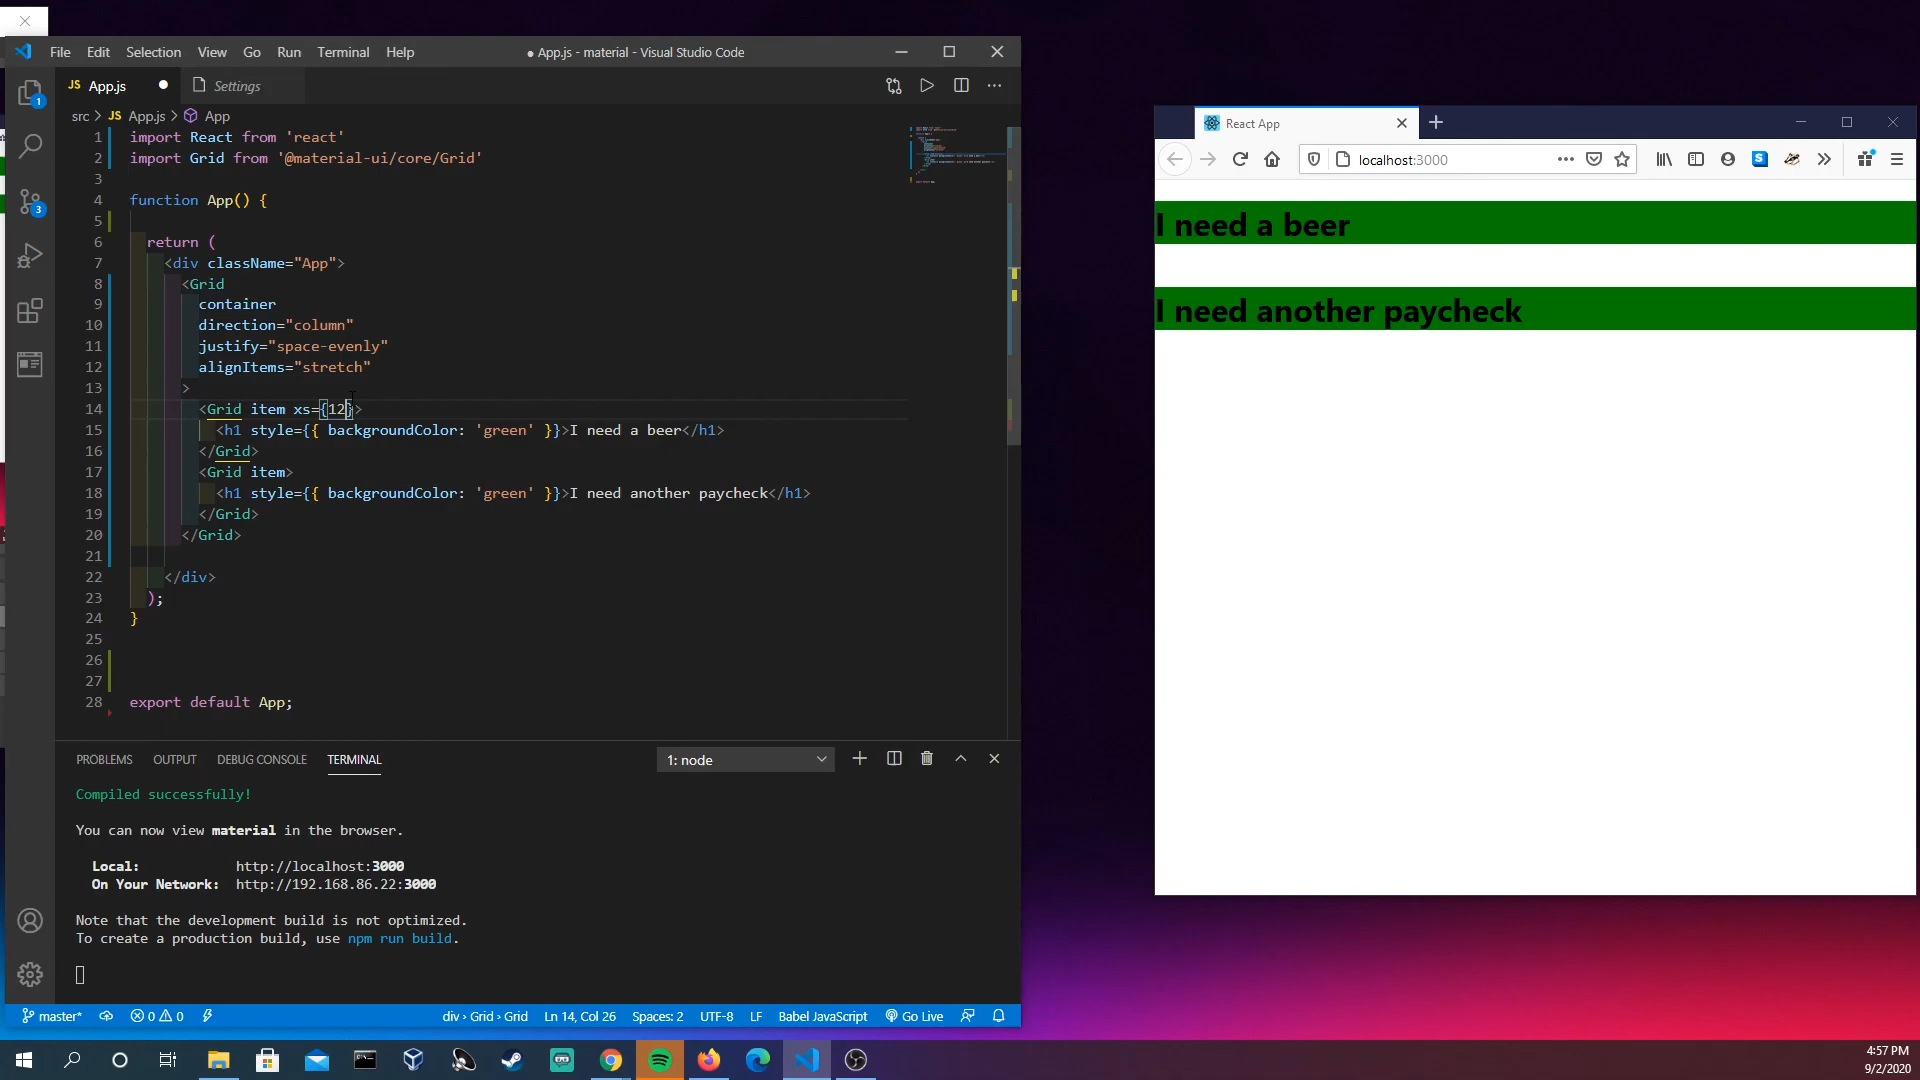 File Edit Selection View Go Run Terminal Help
● App.js - material - Visual Studio Code
JS App.js ●
Settings
src > JS App.js > App
1 import React from 'react'
2 import Grid from '@material-ui/core/Grid'
3
4 function App() {
5
6 return (
7 <div className="App">
8 <Grid
9 container
10 direction="column"
11 justify="space-evenly"
12 alignItems="stretch"
13 >
14 <Grid item xs={12}>
15 <h1 style={{ backgroundColor: 'green' }}>I need a beer</h1>
16 </Grid>
17 <Grid item>
18 <h1 style={{ backgroundColor: 'green' }}>I need another paycheck</h1>
19 </Grid>
20 </Grid>
21
22 </div>
23 );
24 }
25
26
27
28 export default App;
PROBLEMS OUTPUT DEBUG CONSOLE TERMINAL
1: node
Compiled successfully!
You can now view material in the browser.
Local: http://localhost:3000
On Your Network: http://192.168.86.22:3000
Note that the development build is not optimized.
To create a production build, use npm run build.
1
3
master* 0 0 div › Grid › Grid Ln 14, Col 26 Spaces: 2 UTF-8 LF Babel JavaScript Go Live
React App
localhost:3000
I need a beer
I need another paycheck
4:57 PM
9/2/2020